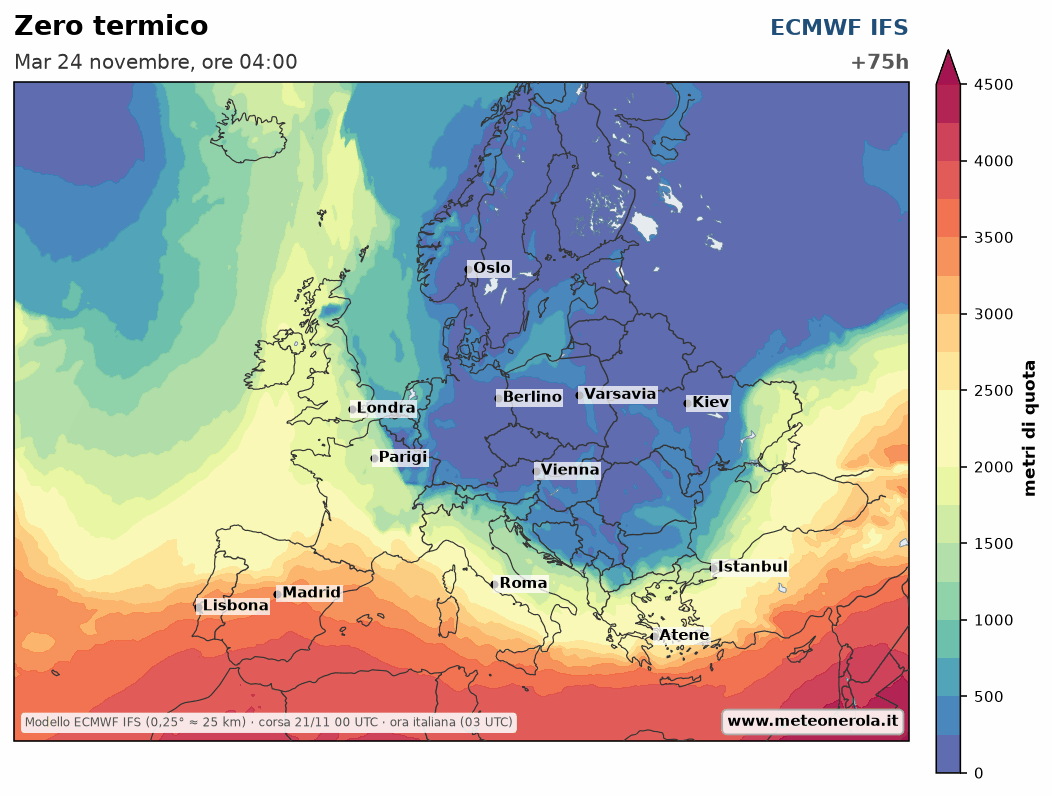 Zero termico
ECMWF IFS
Mar 24 novembre, ore 04:00
+75h
4500
4000
3500
3000
2500
2000
1500
1000
500
0
metri di quota
Oslo
Londra
Berlino
Varsavia
Kiev
Parigi
Vienna
Istanbul
Roma
Madrid
Lisbona
Atene
Modello ECMWF IFS (0,25° ≈ 25 km) · corsa 21/11 00 UTC · ora italiana (03 UTC)
www.meteonerola.it